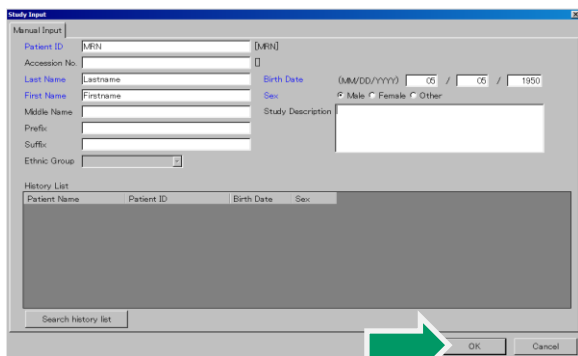 Study Input
Manual Input
Patient ID MRN [MRN]
Accession No. []
Last Name Lastname Birth Date (MM/DD/YYYY) 05 / 05 / 1950
First Name Firstname Sex Male Female Other
Middle Name Study Description
Prefix
Suffix
Ethnic Group
History List
Patient Name Patient ID Birth Date Sex
Search history list
OK Cancel